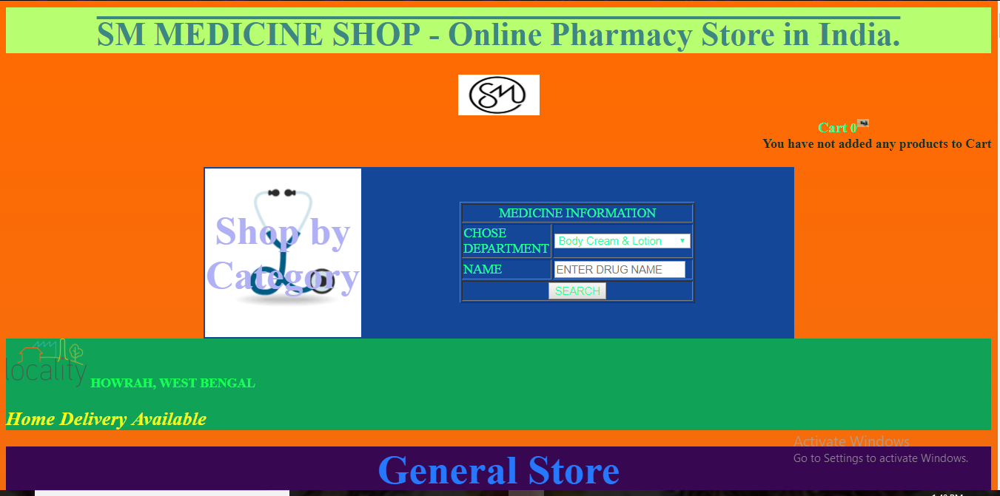 SM MEDICINE SHOP - Online Pharmacy Store in India.
SM
Cart 0
You have not added any products to Cart
Shop by
Category
MEDICINE INFORMATION
CHOSE
DEPARTMENT
Body Cream & Lotion
NAME
ENTER DRUG NAME
SEARCH
locality
HOWRAH, WEST BENGAL
Home Delivery Available
Activate Windows
Go to Settings to activate Windows.
General Store